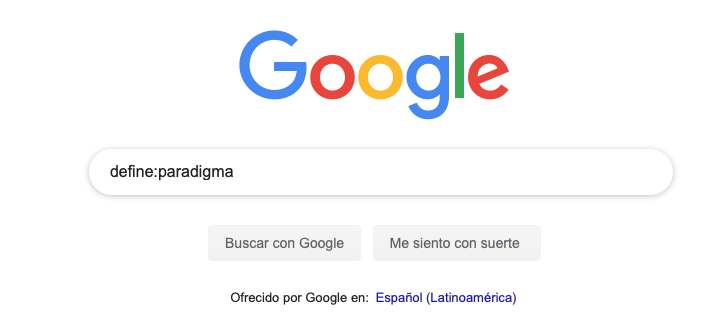 Google
define:paradigma
Buscar con Google Me siento con suerte
Ofrecido por Google en: Español (Latinoamérica)